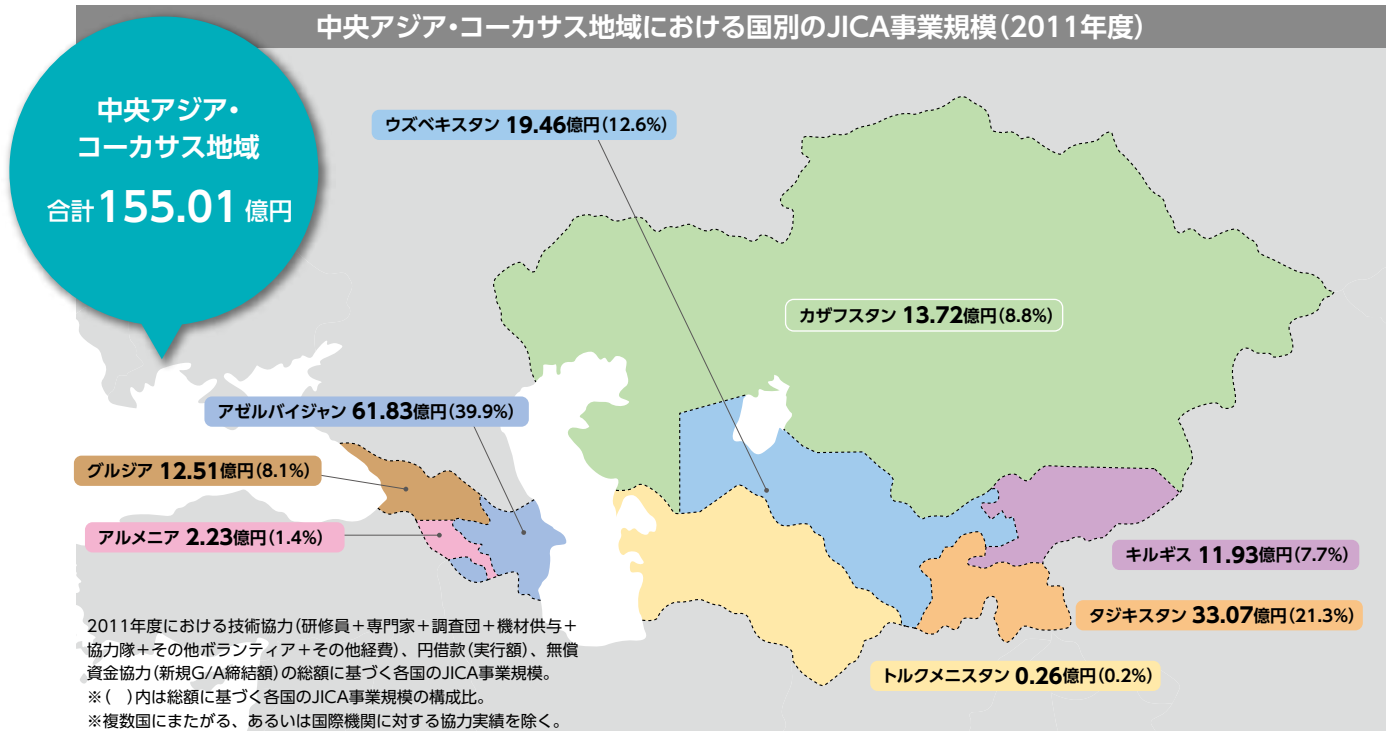 中央アジア・コーカサス地域における国別のJICA事業規模（2011年度）
中央アジア・
コーカサス地域
合計155.01億円
ウズベキスタン 19.46億円（12.6%）
カザフスタン 13.72億円（8.8%）
アゼルバイジャン 61.83億円（39.9%）
グルジア 12.51億円（8.1%）
アルメニア 2.23億円（1.4%）
キルギス 11.93億円（7.7%）
タジキスタン 33.07億円（21.3%）
トルクメニスタン 0.26億円（0.2%）
2011年度における技術協力（研修員＋専門家＋調査団＋機材供与＋
協力隊＋その他ボランティア＋その他経費）、円借款（実行額）、無償
資金協力（新規G/A締結額）の総額に基づく各国のJICA事業規模。
※（　）内は総額に基づく各国のJICA事業規模の構成比。
※複数国にまたがる、あるいは国際機関に対する協力実績を除く。